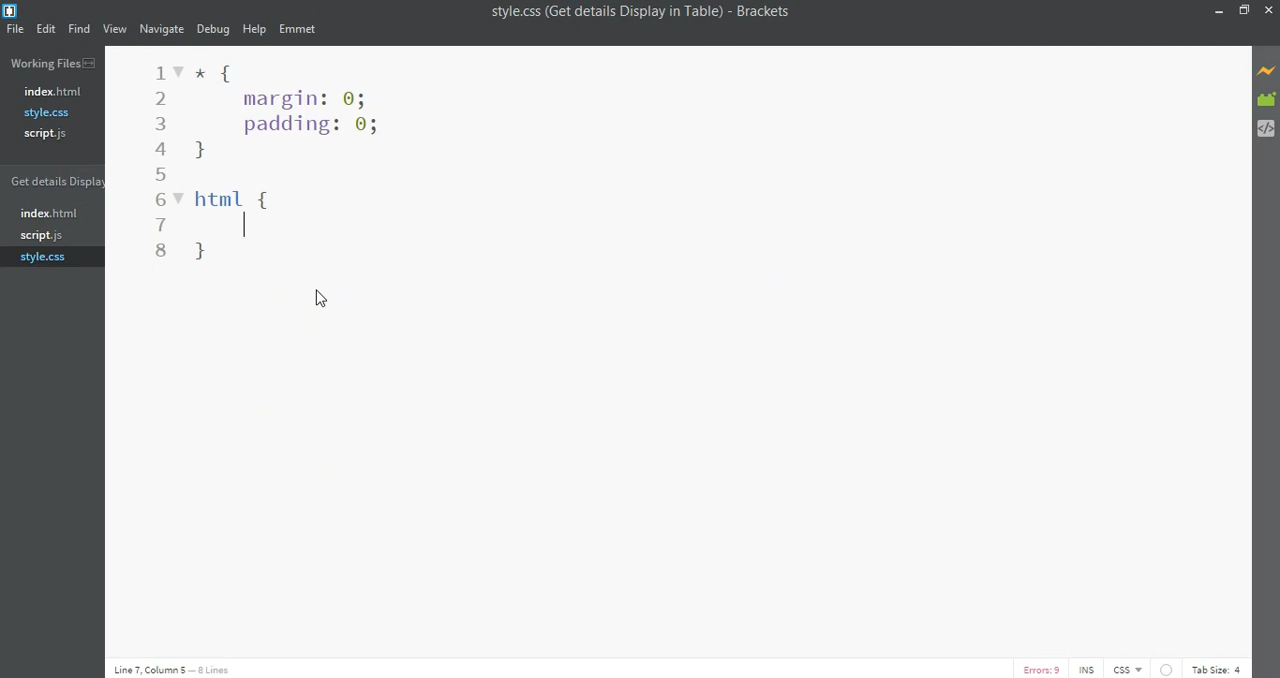 style.css (Get details Display in Table) - Brackets
File Edit Find View Navigate Debug Help Emmet
Working Files
index.html
style.css
script.js
Get details Display
index.html
script.js
style.css
1 * {
2 margin: 0;
3 padding: 0;
4 }
5
6 html {
7
8 }
Line 7, Column 5 — 8 Lines
Errors: 9 INS CSS Tab Size: 4